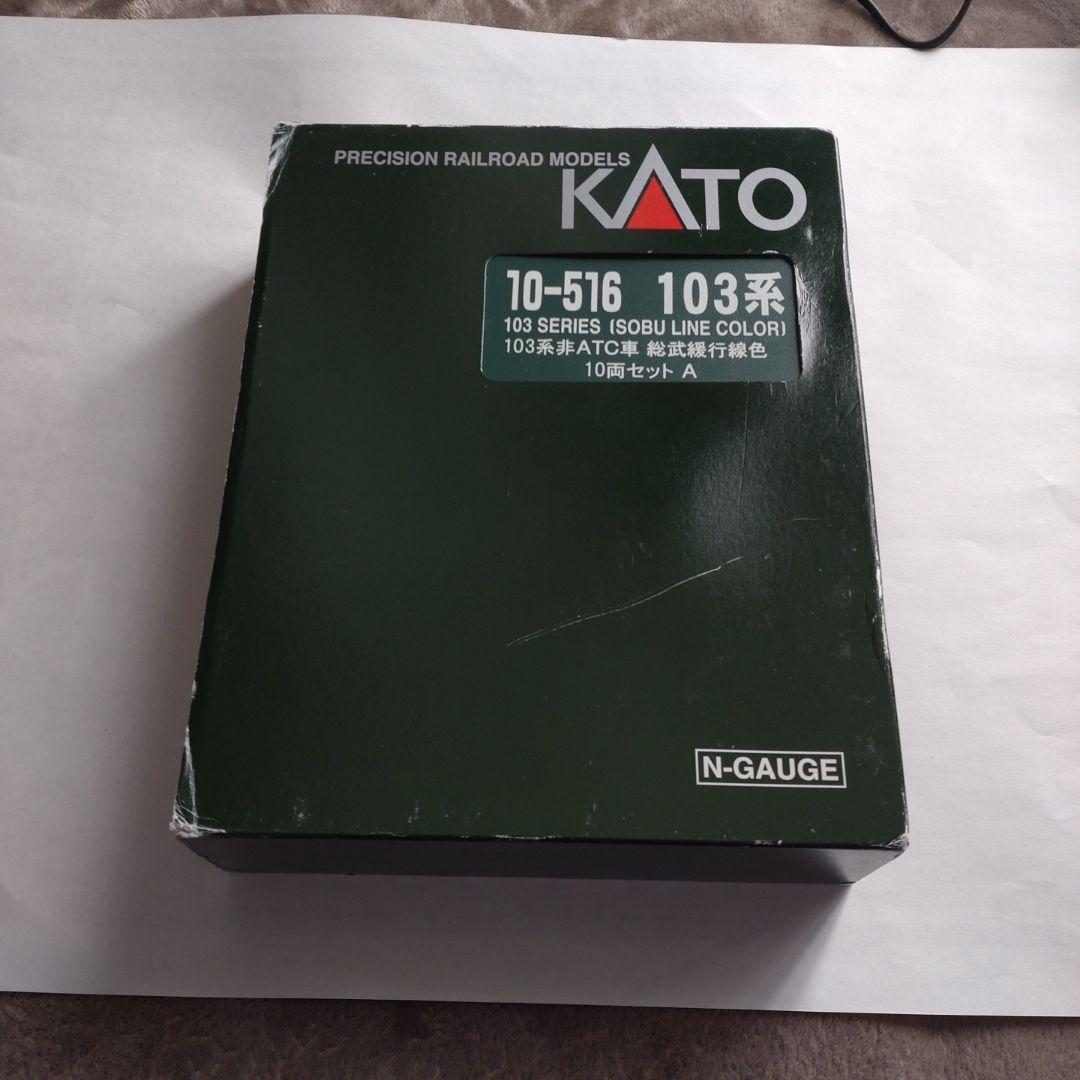 PRECISION RAILROAD MODELS
KATO
10-516 103系
103 SERIES (SOBU LINE COLOR)
103系非ATC車 総武緩行線色
10両セット A
N-GAUGE